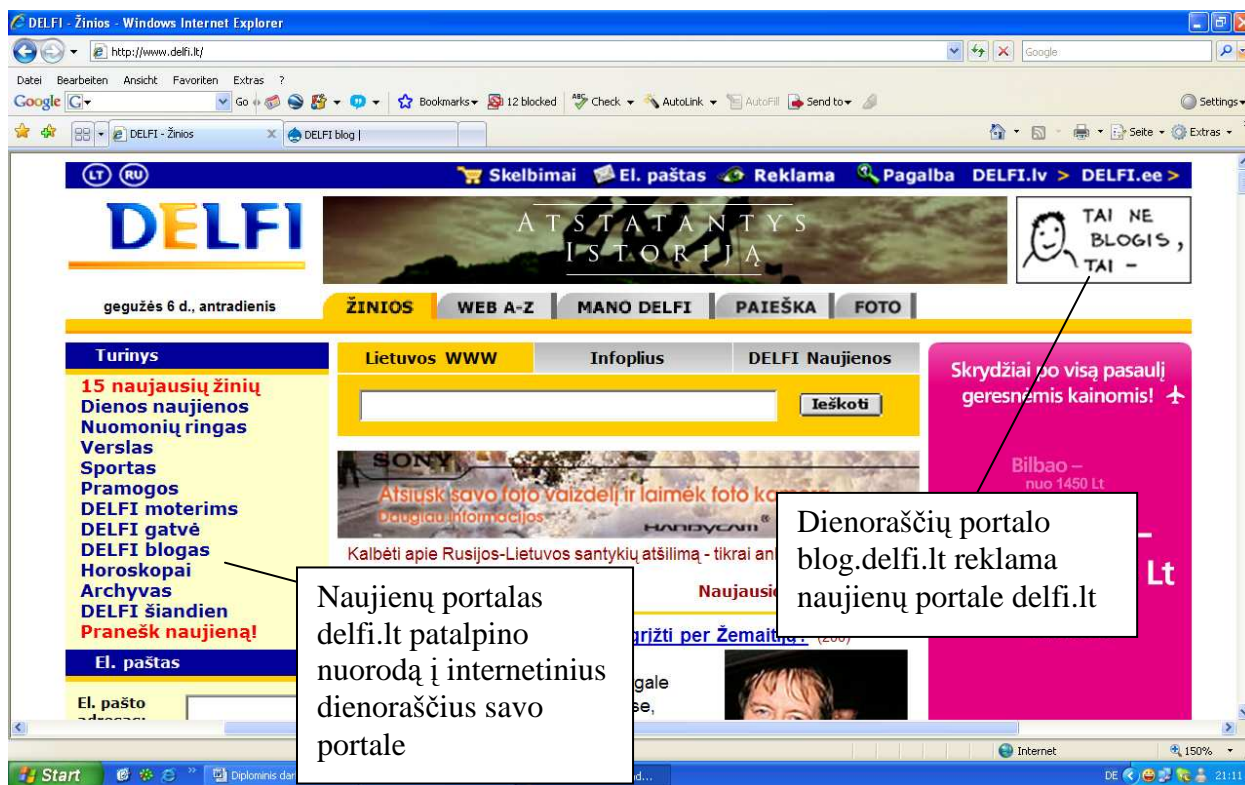 DELFI - Žinios - Windows Internet Explorer
http://www.delfi.lt/
Google
Datei Bearbeiten Ansicht Favoriten Extras ?
Google G Go Bookmarks 12 blocked Check AutoLink AutoFill Send to Settings
DELFI - Žinios DELFI blog | Seite Extras
LT RU Skelbimai El. paštas Reklama Pagalba DELFI.lv > DELFI.ee >
DELFI
ATSTATANTYS
ISTORIJĄ
TAI NE
BLOGIS,
TAI –
gegužės 6 d., antradienis
ŽINIOS WEB A-Z MANO DELFI PAIEŠKA FOTO
Turinys
15 naujausių žinių
Dienos naujienos
Nuomonių ringas
Verslas
Sportas
Pramogos
DELFI moterims
DELFI gatvė
DELFI blogas
Horoskopai
Archyvas
DELFI šiandien
Pranešk naujieną!
El. paštas
El. pašto
adresas:
Lietuvos WWW Infoplius DELFI Naujienos
Ieškoti
SONY
Atsiųsk savo foto vaizdelį ir laimėk foto
Daugiau informacijos
HANDYCAM®
Kalbėti apie Rusijos-Lietuvos santykių atšilimą - tikrai
grįžti per
gale
se,
Skrydžiai po visą pasaulį
geresnėmis kainomis!
Bilbao –
nuo 1450 Lt
–
Lt
Dienoraščių portalo
blog.delfi.lt reklama
naujienų portale delfi.lt
Naujienų portalas
delfi.lt patalpino
nuorodą į internetinius
dienoraščius savo
portale
Internet 150%
Start Diplominis DE 21:11